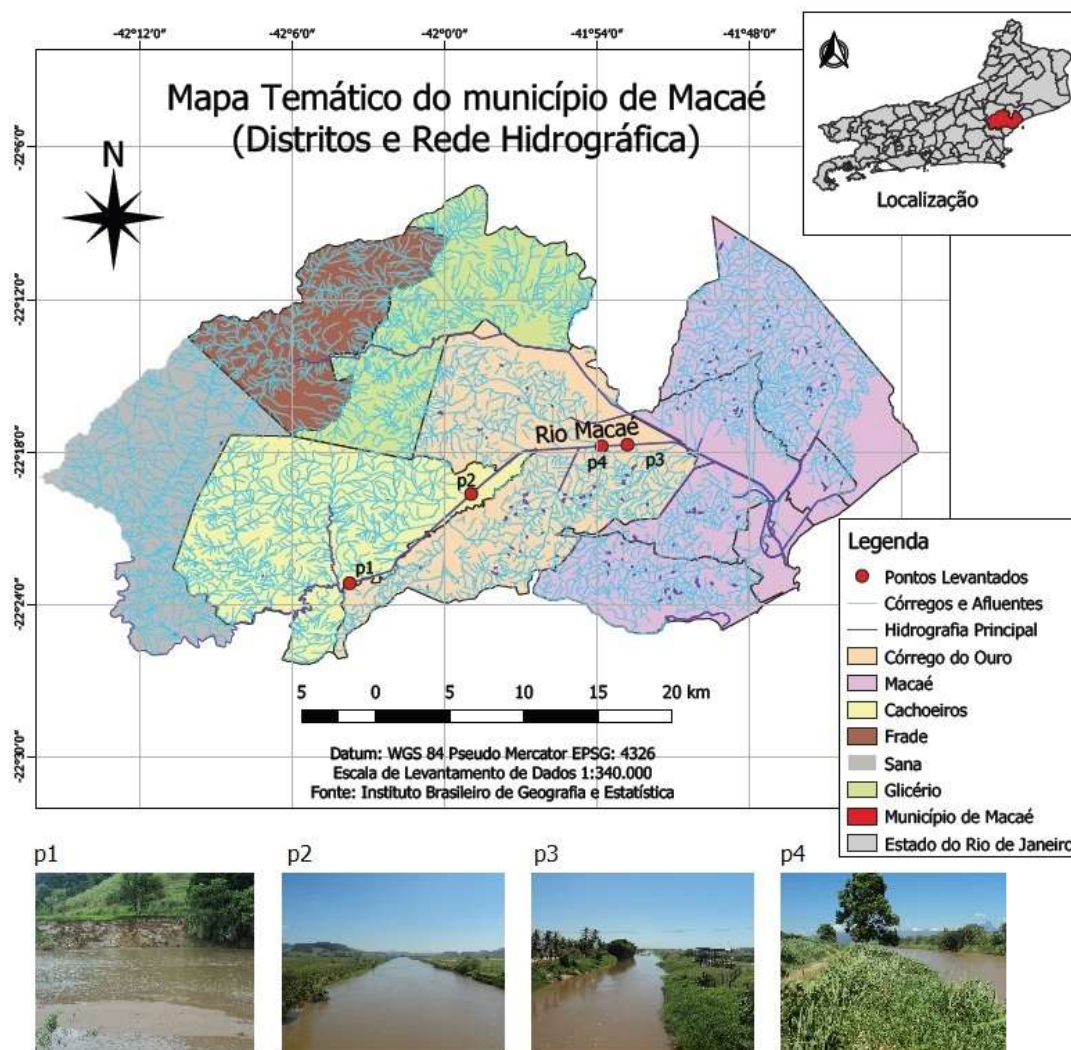 -42°12'0" -42°6'0" -42°0'0" -41°54'0" -41°48'0"
Mapa Temático do município de Macaé
(Distritos e Rede Hidrográfica)
N
Localização
-22°6'0"
-22°12'0"
-22°18'0"
-22°24'0"
-22°30'0"
Rio Macaé
p4 p3
p2
p1
5 0 5 10 15 20 km
Datum: WGS 84 Pseudo Mercator EPSG: 4326
Escala de Levantamento de Dados 1:340.000
Fonte: Instituto Brasileiro de Geografia e Estatística
Legenda
Pontos Levantados
Córregos e Afluentes
Hidrografia Principal
Córrego do Ouro
Macaé
Cachoeiros
Frade
Sana
Glicério
Município de Macaé
Estado do Rio de Janeiro
p1 p2 p3 p4